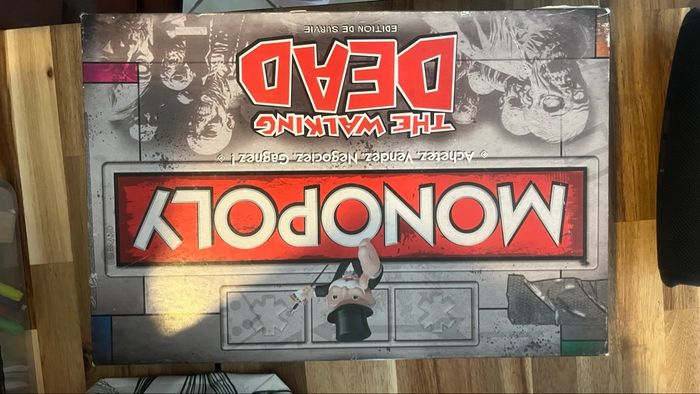 MONOPOLY
◆ Achetez, Vendez, Négociez, Gagnez ! ◆
THE WALKING
DEAD
EDITION DE SURVIE